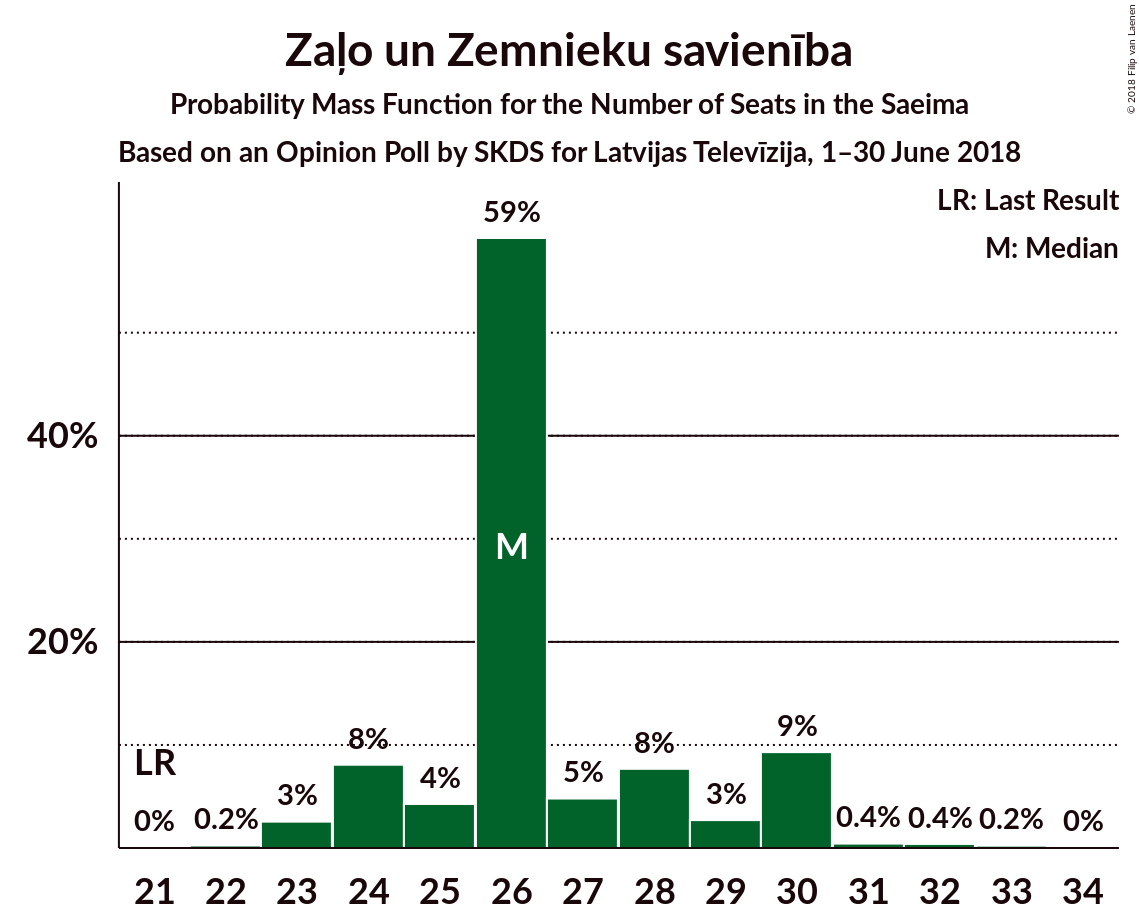 Zaļo un Zemnieku savienība
Probability Mass Function for the Number of Seats in the Saeima
Based on an Opinion Poll by SKDS for Latvijas Televīzija, 1–30 June 2018
© 2018 Filip van Laenen
LR: Last Result
M: Median
59%
40%
M
20%
LR
0%
0.2%
3%
8%
4%
5%
8%
3%
9%
0.4%
0.4%
0.2%
0%
21 22 23 24 25 26 27 28 29 30 31 32 33 34